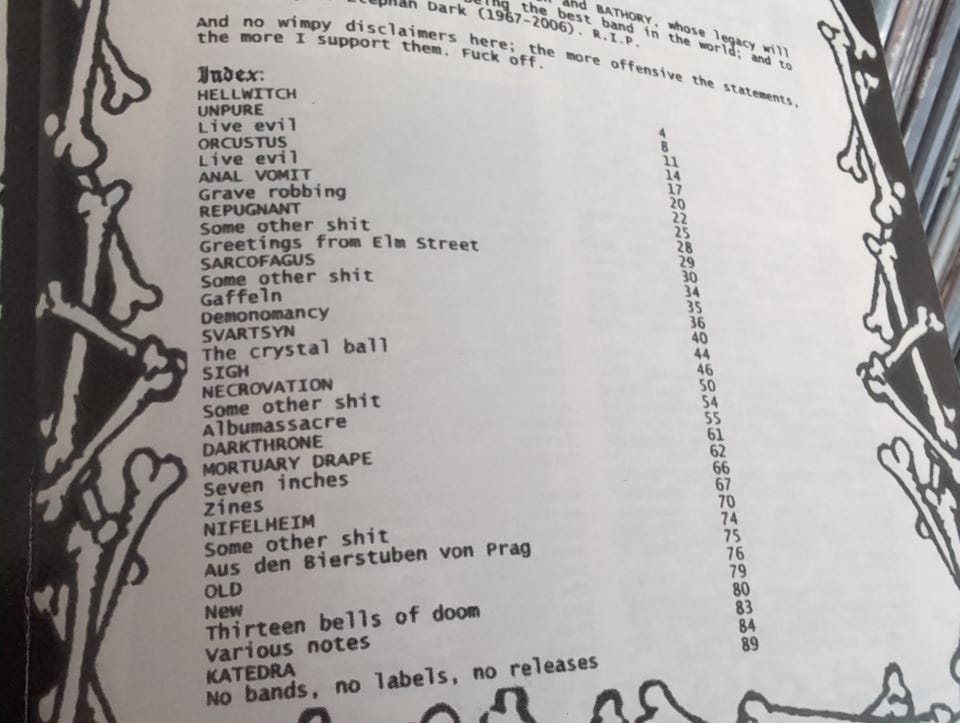 and BATHORY, whose legacy will
being the best band in the world; and to
Dark (1967-2006). R.I.P.
And no wimpy disclaimers here; the more offensive the statements,
the more I support them. Fuck off.
Index:
HELLWITCH 4
UNPURE 8
Live evil 11
ORCUSTUS 14
Live evil 17
ANAL VOMIT 20
Grave robbing 22
REPUGNANT 25
Some other shit 28
Greetings from Elm Street 29
SARCOFAGUS 30
Some other shit 34
Gaffeln 35
Demonomancy 36
SVARTSYN 40
The crystal ball 44
SIGH 46
NECROVATION 50
Some other shit 54
Albumassacre 55
DARKTHRONE 61
MORTUARY DRAPE 62
Seven inches 66
Zines 67
NIFELHEIM 70
Some other shit 74
Aus den Bierstuben von Prag 75
OLD 76
New 79
Thirteen bells of doom 80
Various notes 83
KATEDRA 84
No bands, no labels, no releases 89